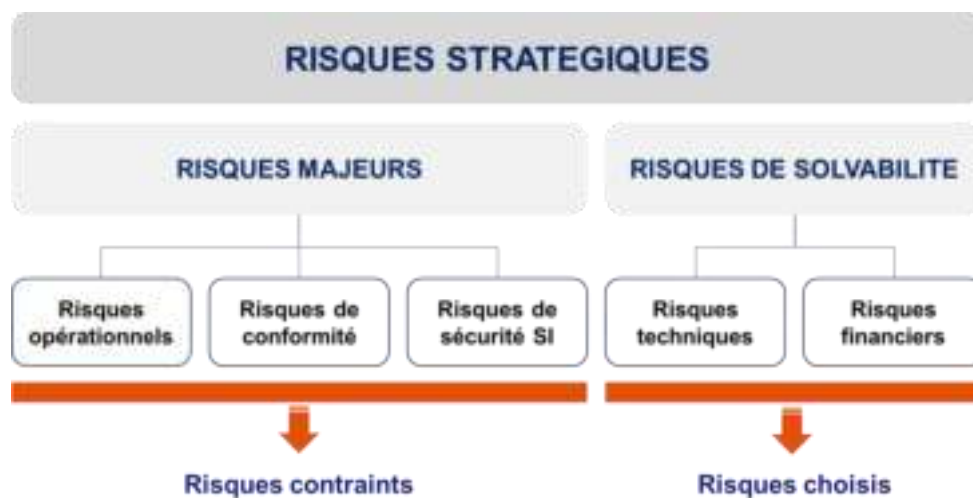 RISQUES STRATEGIQUES
RISQUES MAJEURS
RISQUES DE SOLVABILITE
Risques
opérationnels
Risques de
conformité
Risques de
sécurité SI
Risques
techniques
Risques
financiers
Risques contraints
Risques choisis